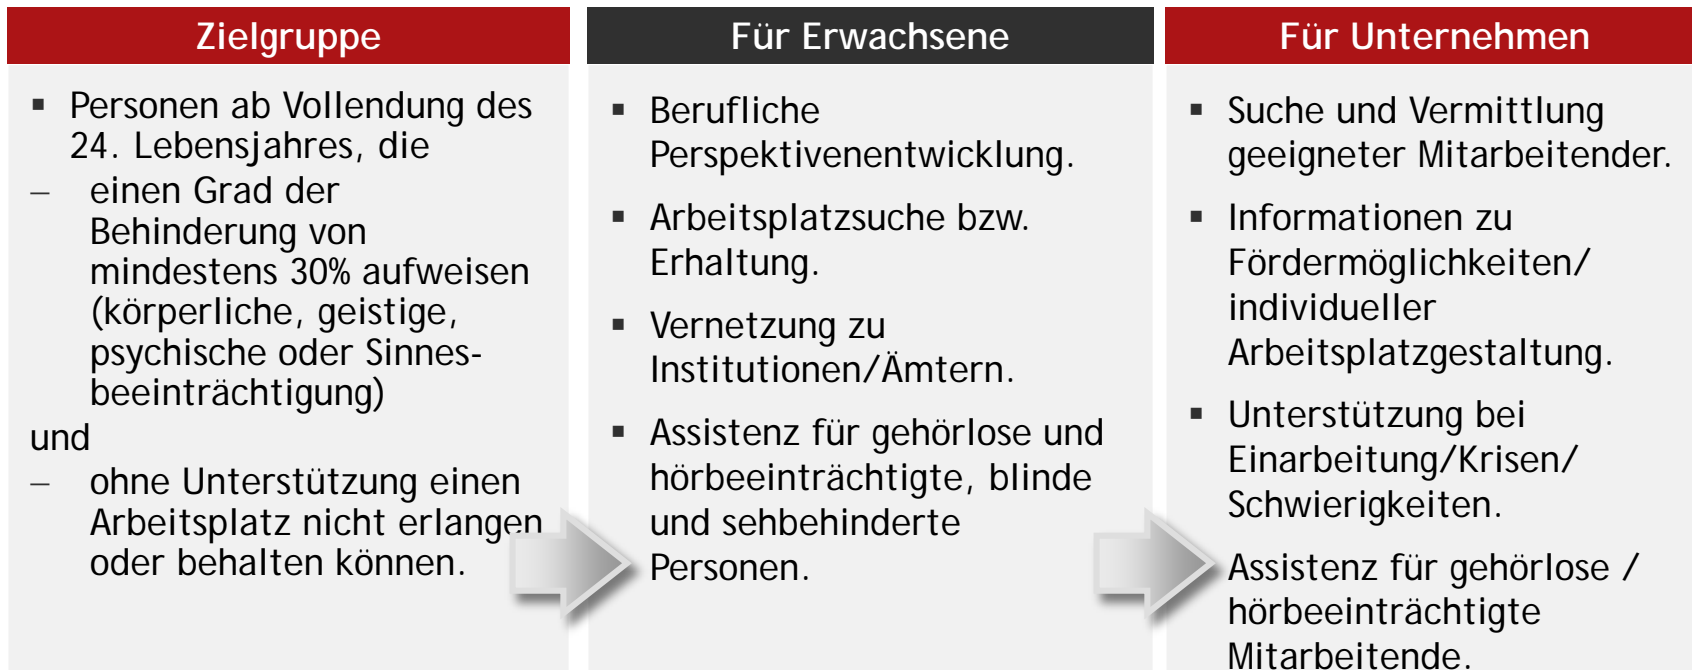 Zielgruppe
▪ Personen ab Vollendung des
24. Lebensjahres, die
– einen Grad der
Behinderung von
mindestens 30% aufweisen
(körperliche, geistige,
psychische oder Sinnes-
beeinträchtigung)
und
– ohne Unterstützung einen
Arbeitsplatz nicht erlangen
oder behalten können.
Für Erwachsene
▪ Berufliche
Perspektivenentwicklung.
▪ Arbeitsplatzsuche bzw.
Erhaltung.
▪ Vernetzung zu
Institutionen/Ämtern.
▪ Assistenz für gehörlose und
hörbeeinträchtigte, blinde
und sehbehinderte
Personen.
Für Unternehmen
▪ Suche und Vermittlung
geeigneter Mitarbeitender.
▪ Informationen zu
Fördermöglichkeiten/
individueller
Arbeitsplatzgestaltung.
▪ Unterstützung bei
Einarbeitung/Krisen/
Schwierigkeiten.
Assistenz für gehörlose /
hörbeeinträchtigte
Mitarbeitende.